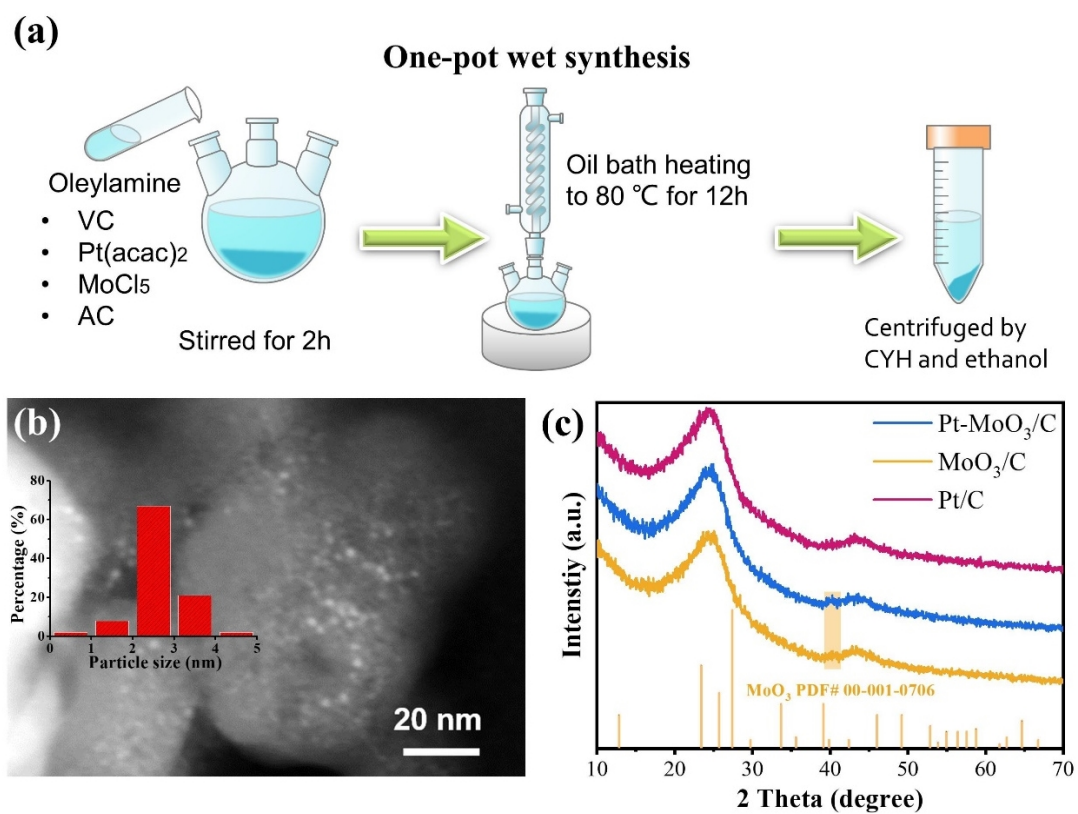 (a)
One-pot wet synthesis
Oleylamine
• VC
• Pt(acac)2
• MoCl5
• AC
Stirred for 2h
Oil bath heating
to 80 ℃ for 12h
Centrifuged by
CYH and ethanol
(b)
Percentage (%)
80
60
40
20
0
0 1 2 3 4 5
Particle size (nm)
20 nm
(c)
Pt-MoO3/C
MoO3/C
Pt/C
Intenstiy (a.u.)
MoO3 PDF# 00-001-0706
10 20 30 40 50 60 70
2 Theta (degree)